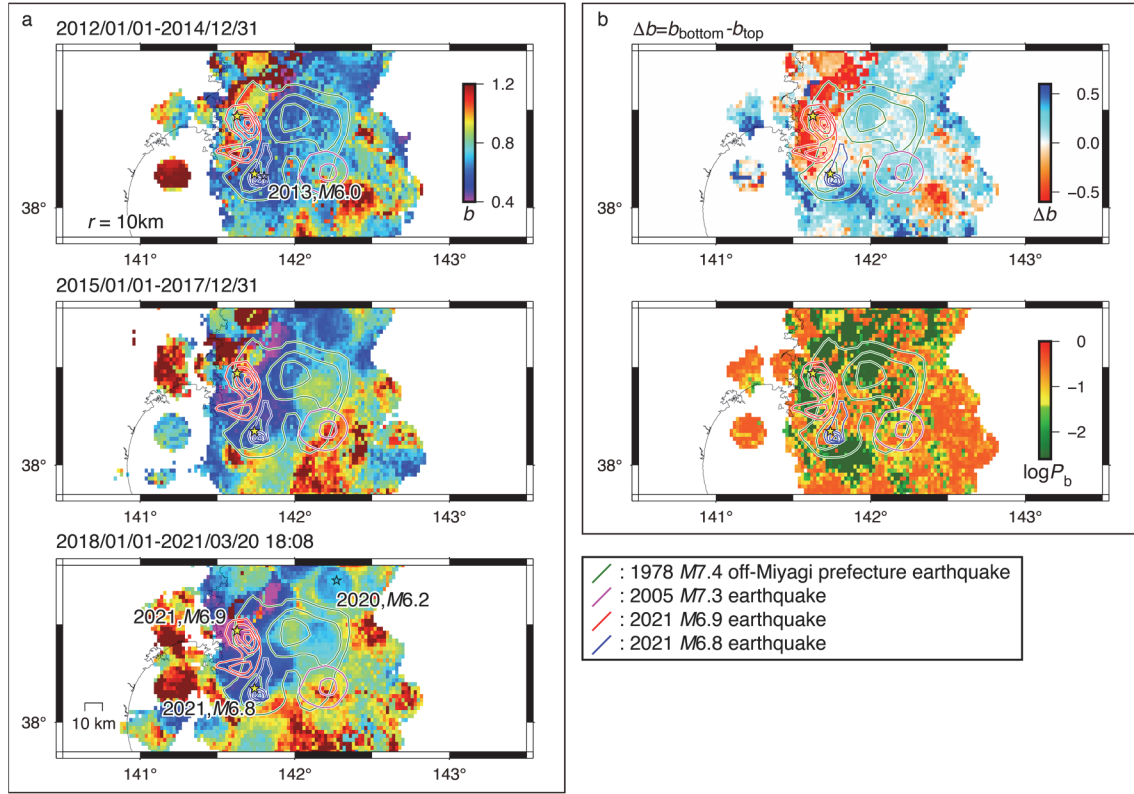 a
2012/01/01-2014/12/31
1.2
0.8
0.4
b
2013, M6.0
38°
r = 10km
141° 142° 143°
2015/01/01-2017/12/31
38°
141° 142° 143°
2018/01/01-2021/03/20 18:08
2020, M6.2
2021, M6.9
2021, M6.8
10 km
38°
141° 142° 143°
b
Δb=bbottom-btop
0.5
0.0
−0.5
Δb
38°
141° 142° 143°
0
−1
−2
logPb
38°
141° 142° 143°
: 1978 M7.4 off-Miyagi prefecture earthquake
: 2005 M7.3 earthquake
: 2021 M6.9 earthquake
: 2021 M6.8 earthquake